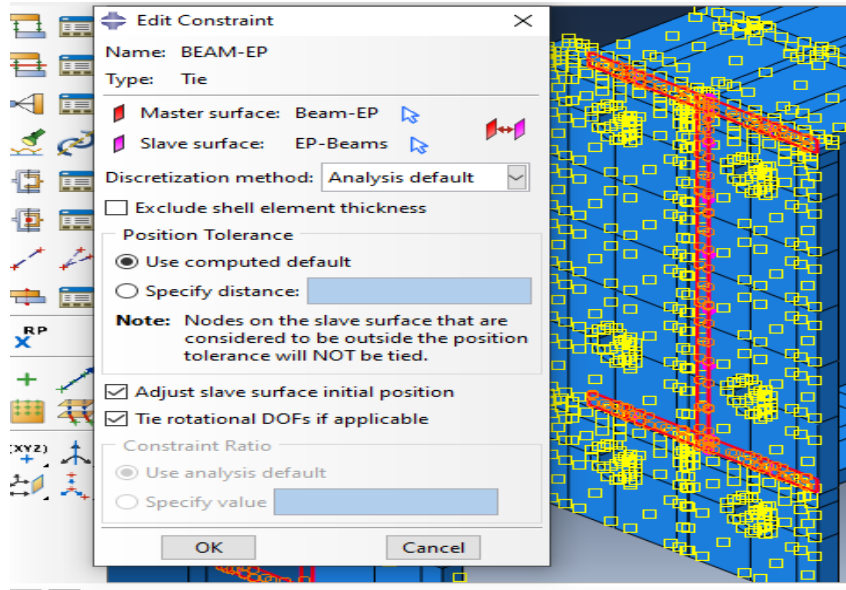 Edit Constraint
Name: BEAM-EP
Type: Tie
Master surface: Beam-EP
Slave surface: EP-Beams
Discretization method: Analysis default
Exclude shell element thickness
Position Tolerance
Use computed default
Specify distance:
Note: Nodes on the slave surface that are
considered to be outside the position
tolerance will NOT be tied.
RP
Adjust slave surface initial position
Tie rotational DOFs if applicable
Constraint Ratio
(XYZ)
Use analysis default
Specify value
OK Cancel